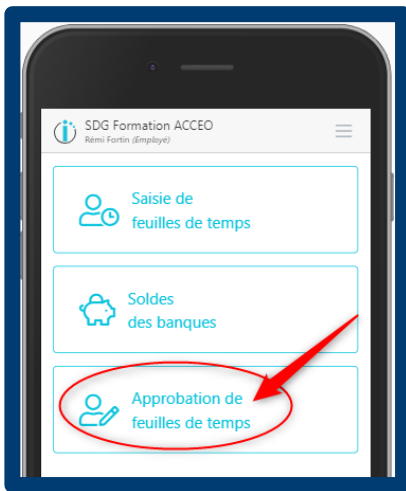 SDG Formation ACCEO
Rémi Fortin (Employé)
Saisie de
feuilles de temps
Soldes
des banques
Approbation de
feuilles de temps